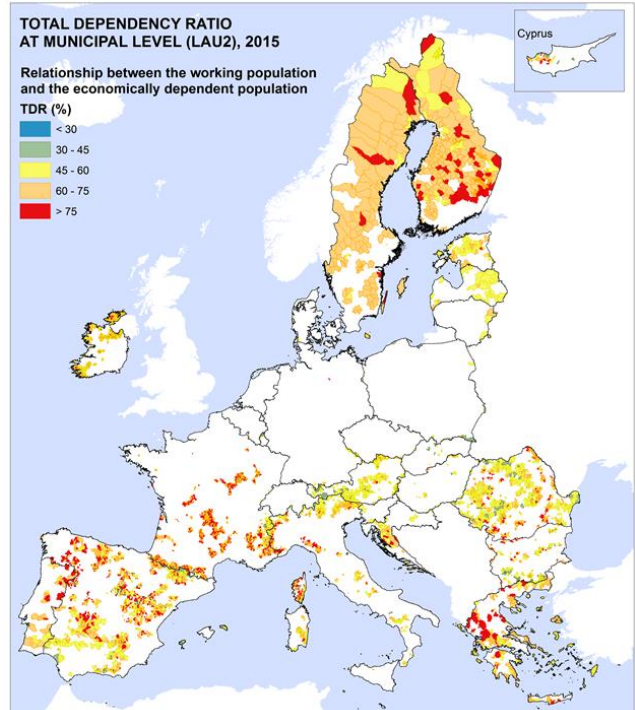 TOTAL DEPENDENCY RATIO
AT MUNICIPAL LEVEL (LAU2), 2015
Relationship between the working population
and the economically dependent population
TDR (%)
< 30
30 - 45
45 - 60
60 - 75
> 75
Cyprus